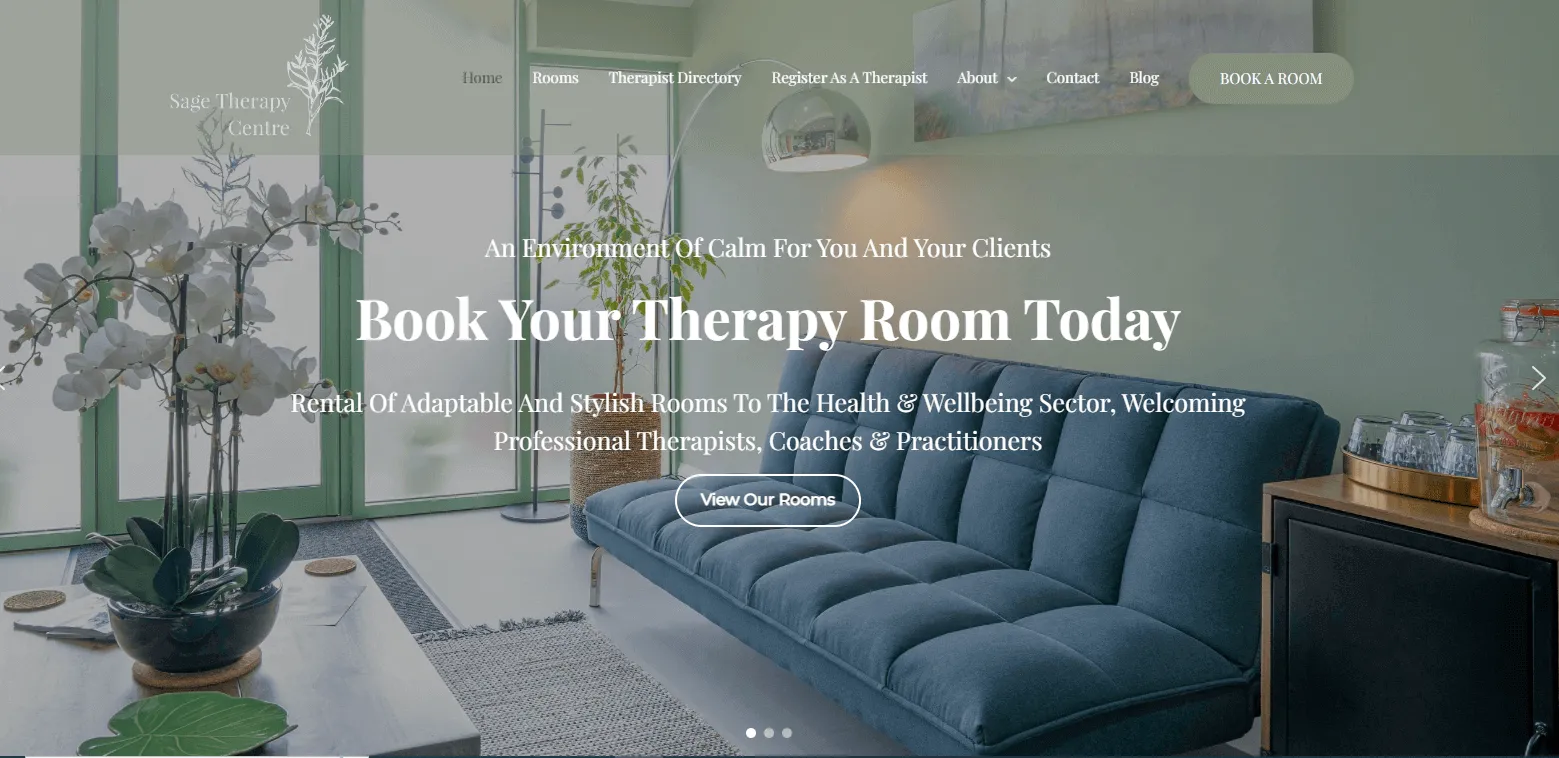 Sage Therapy
Centre
Home Rooms Therapist Directory Register As A Therapist About Contact Blog BOOK A ROOM
An Environment Of Calm For You And Your Clients
Book Your Therapy Room Today
Rental Of Adaptable And Stylish Rooms To The Health & Wellbeing Sector, Welcoming
Professional Therapists, Coaches & Practitioners
View Our Rooms